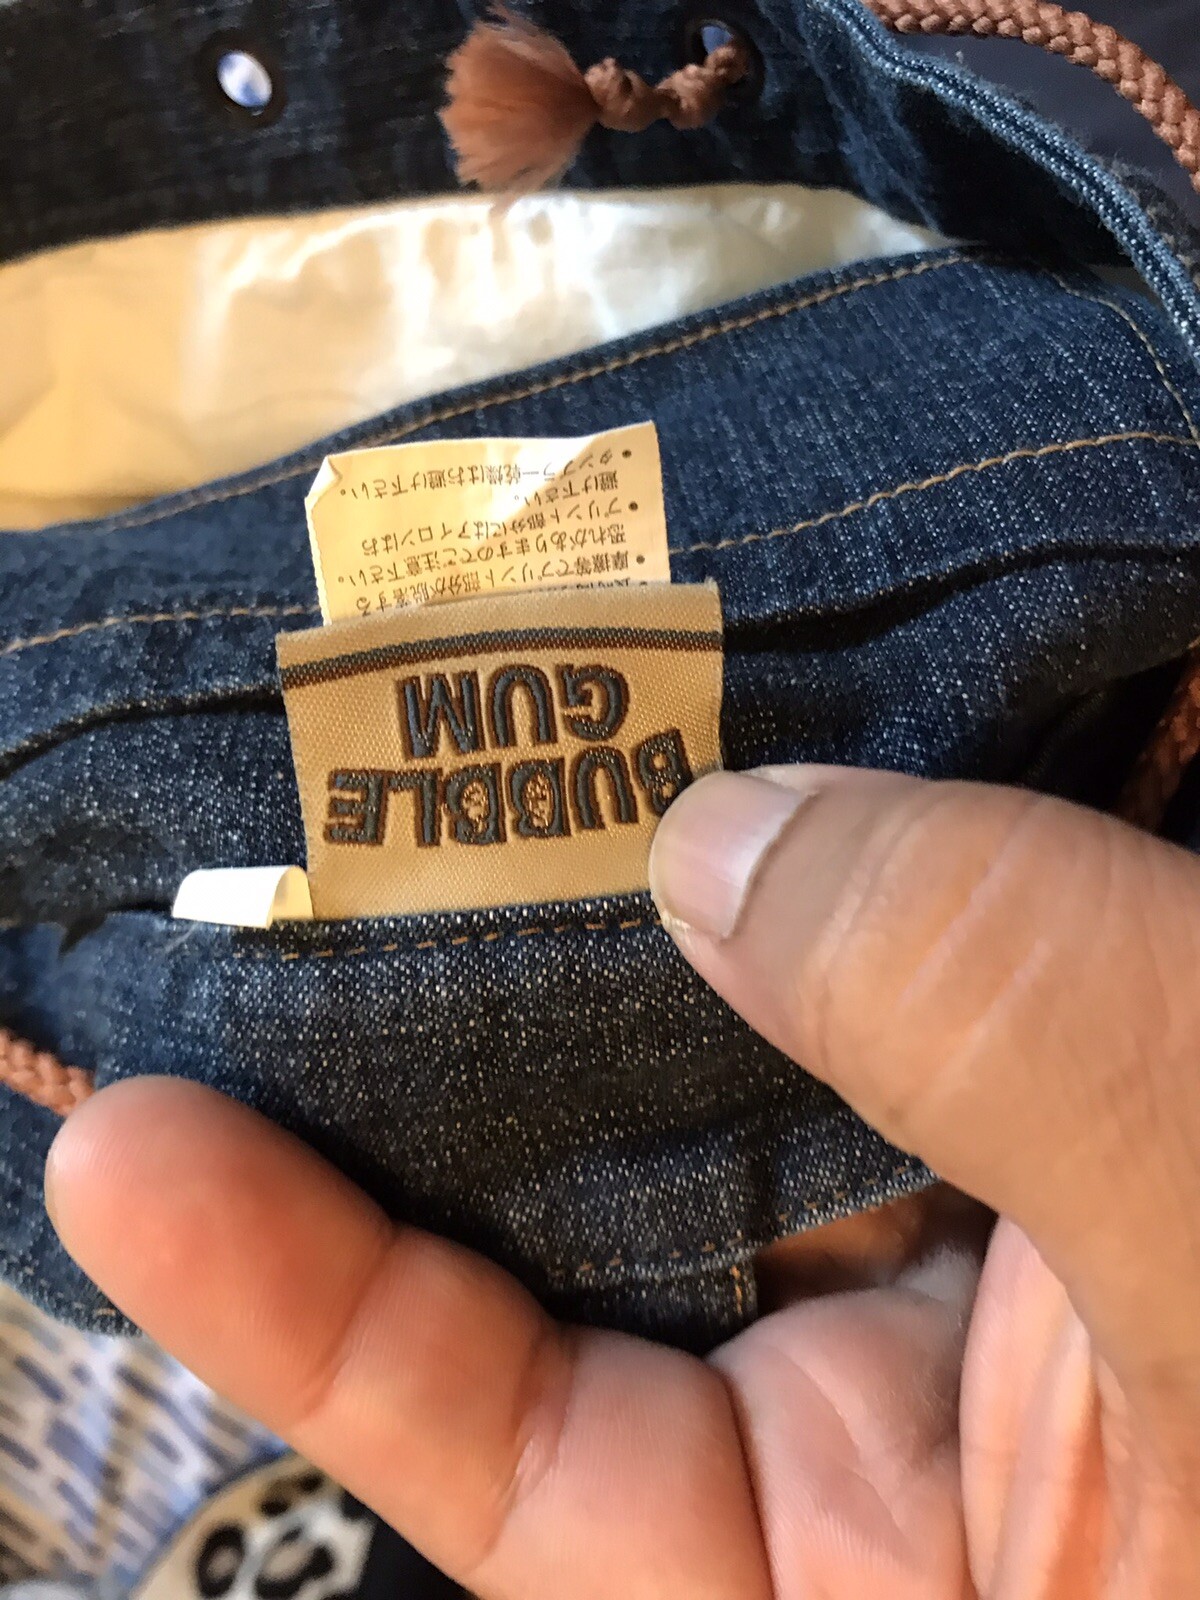 BUBBLE
GUM
•摩擦等でプリント部分が脱落する
恐れがありますのでご注意下さい。
•プリント部分にはアイロンはお
避け下さい。
•タンブラー乾燥はお避け下さい。